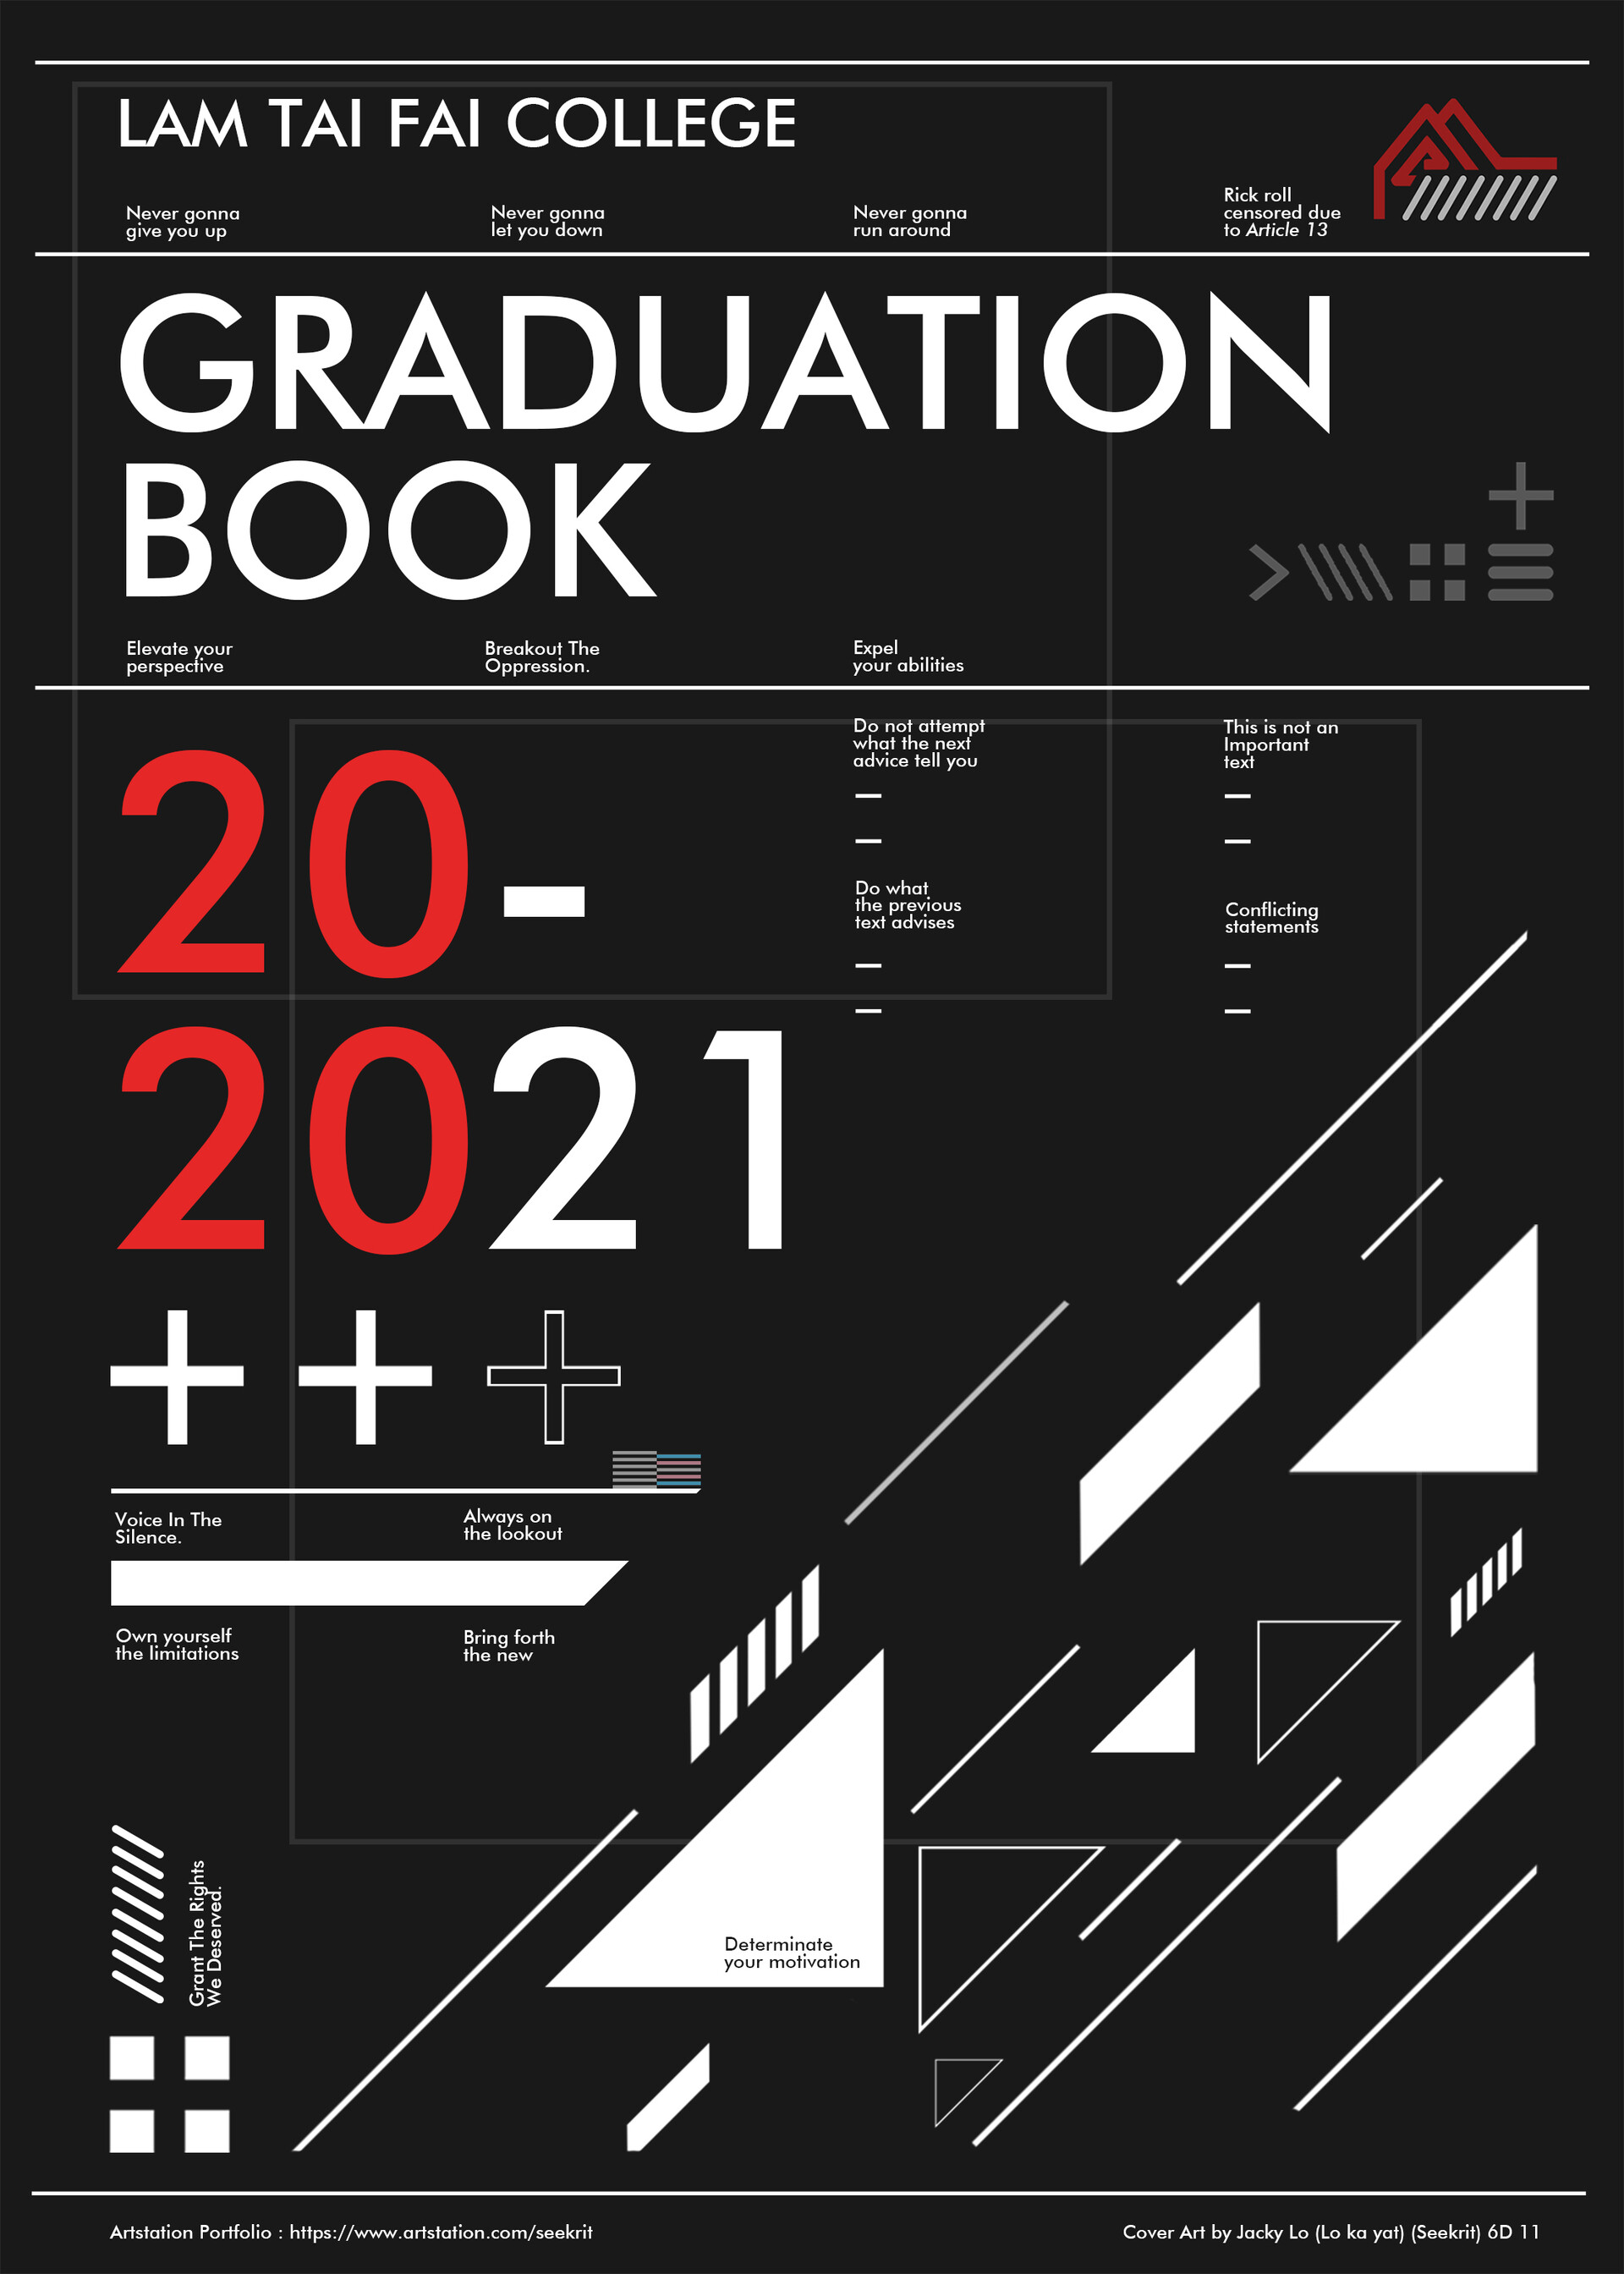 LAM TAI FAI COLLEGE
Never gonna
give you up
Never gonna
let you down
Never gonna
run around
Rick roll
censored due
to Article 13
GRADUATION
BOOK
Elevate your
perspective
Breakout The
Oppression.
Expel
your abilities
20-
2021
Do not attempt
what the next
advice tell you
This is not an
Important
text
Do what
the previous
text advises
Conflicting
statements
Voice In The
Silence.
Always on
the lookout
Own yourself
the limitations
Bring forth
the new
Grant The Rights
We Deserved.
Determinate
your motivation
Artstation Portfolio : https://www.artstation.com/seekrit
Cover Art by Jacky Lo (Lo ka yat) (Seekrit) 6D 11